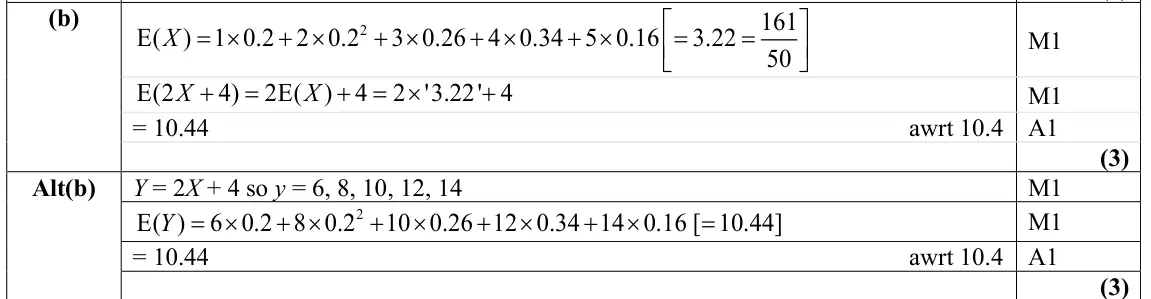 (b) E(X) = 1×0.2 + 2×0.2² + 3×0.26 + 4×0.34 + 5×0.16 [= 3.22 = 161/50] M1
E(2X + 4) = 2E(X) + 4 = 2×'3.22'+ 4 M1
= 10.44 awrt 10.4 A1
(3)
Alt(b) Y = 2X + 4 so y = 6, 8, 10, 12, 14 M1
E(Y) = 6×0.2 + 8×0.2² + 10×0.26 + 12×0.34 + 14×0.16 [= 10.44] M1
= 10.44 awrt 10.4 A1
(3)